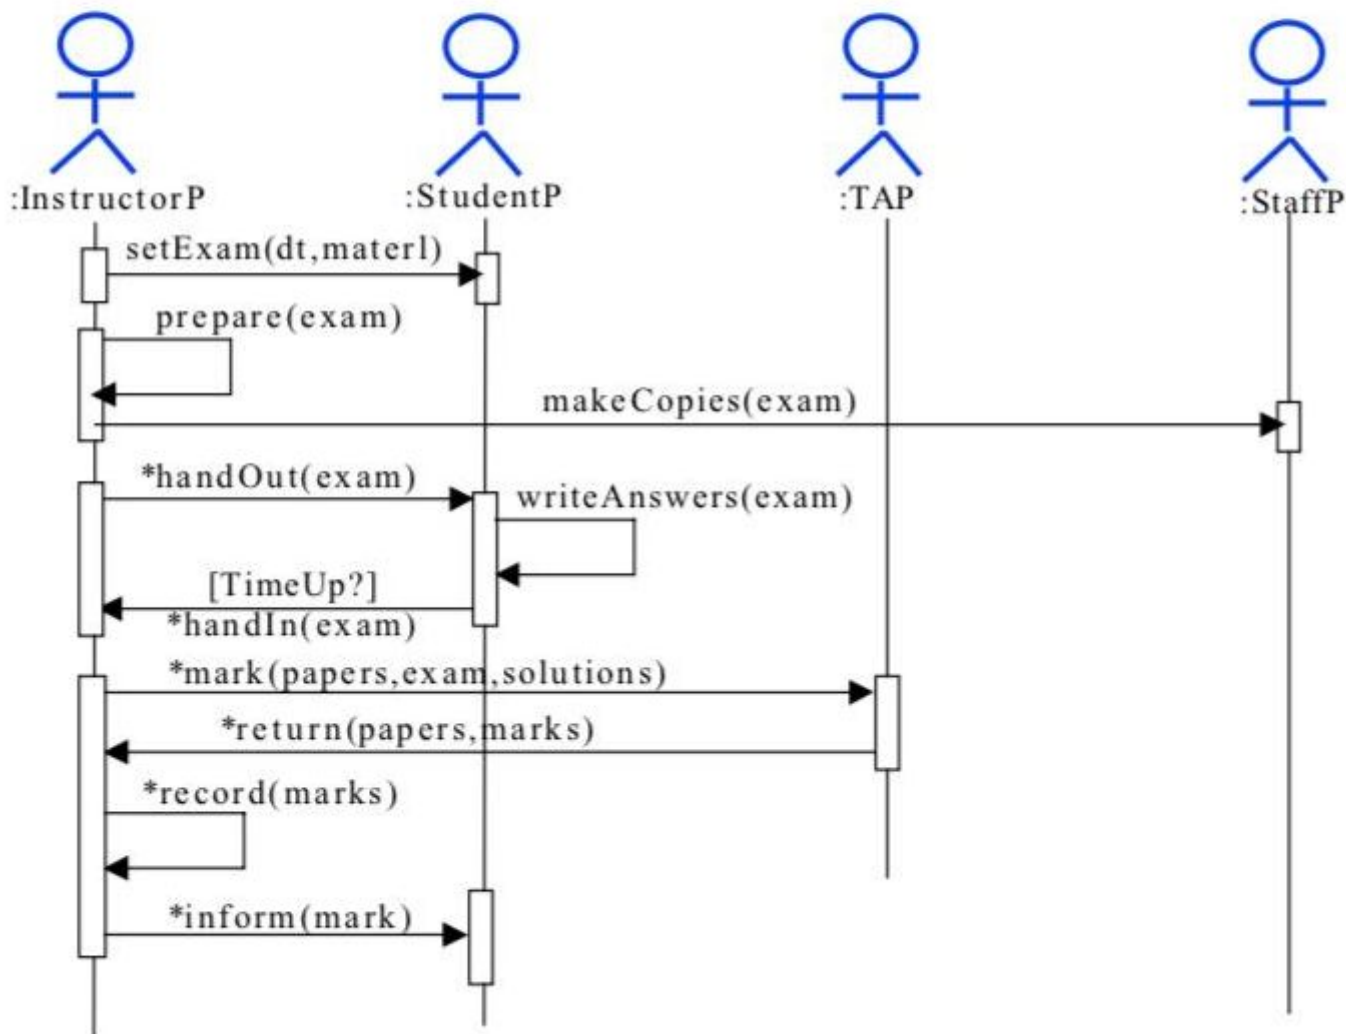 :InstructorP
:StudentP
:TAP
:StaffP
setExam(dt,materl)
prepare(exam)
makeCopies(exam)
*handOut(exam)
writeAnswers(exam)
[TimeUp?]
*handIn(exam)
*mark(papers,exam,solutions)
*return(papers,marks)
*record(marks)
*inform(mark)